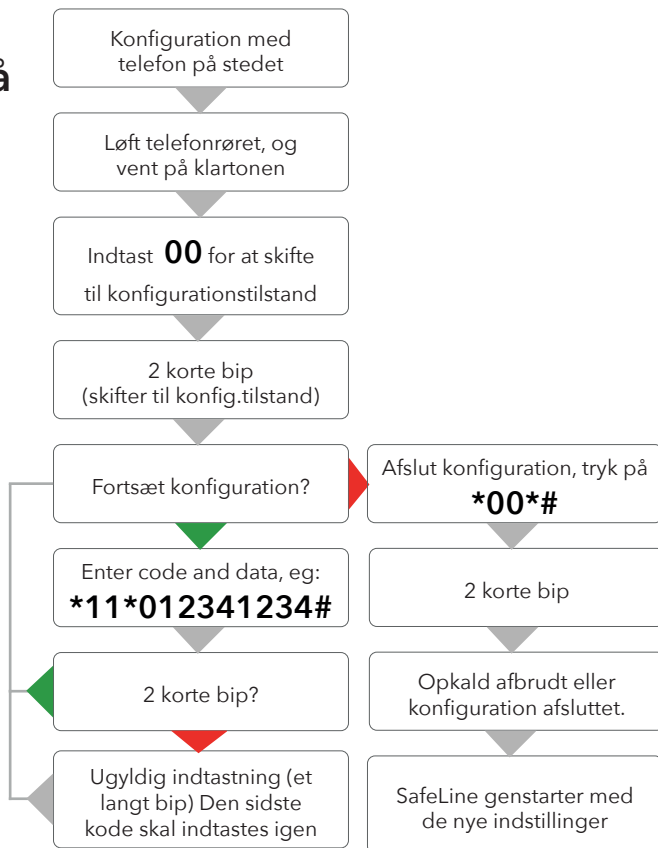 å
Konfiguration med
telefon på stedet
Løft telefonrøret, og
vent på klartonen
Indtast 00 for at skifte
til konfigurationstilstand
2 korte bip
(skifter til konfig.tilstand)
Fortsæt konfiguration?
Afslut konfiguration, tryk på
*00*#
Enter code and data, eg:
*11*012341234#
2 korte bip
2 korte bip?
Opkald afbrudt eller
konfiguration afsluttet.
Ugyldig indtastning (et
langt bip) Den sidste
kode skal indtastes igen
SafeLine genstarter med
de nye indstillinger